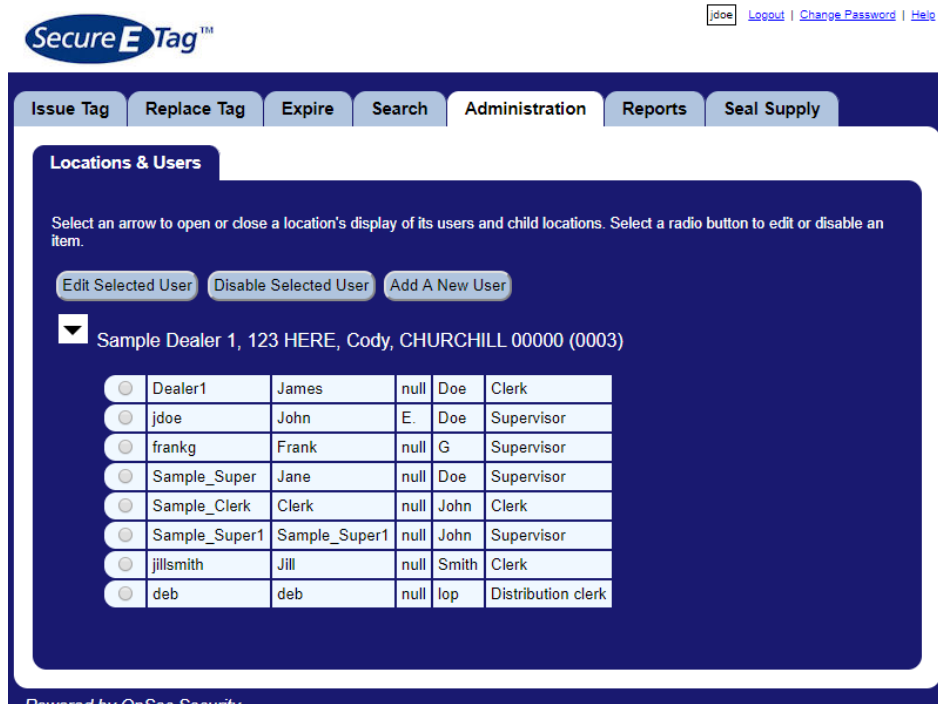 jdoe Logout | Change Password | Help
Secure E Tag™
Issue Tag Replace Tag Expire Search Administration Reports Seal Supply
Locations & Users
Select an arrow to open or close a location's display of its users and child locations. Select a radio button to edit or disable an
item.
Edit Selected User Disable Selected User Add A New User
Sample Dealer 1, 123 HERE, Cody, CHURCHILL 00000 (0003)
Dealer1 James null Doe Clerk
jdoe John E. Doe Supervisor
frankg Frank null G Supervisor
Sample_Super Jane null Doe Supervisor
Sample_Clerk Clerk null John Clerk
Sample_Super1 Sample_Super1 null John Supervisor
jillsmith Jill null Smith Clerk
deb deb null lop Distribution clerk
Powered by OpSec Security